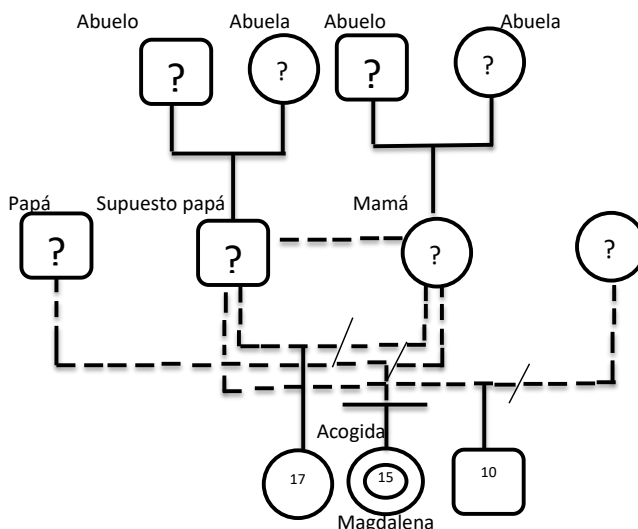 Abuelo Abuela Abuelo Abuela
? ? ? ?
Papá Supuesto papá Mamá
? ? ? ?
Acogida
17 15 10
Magdalena